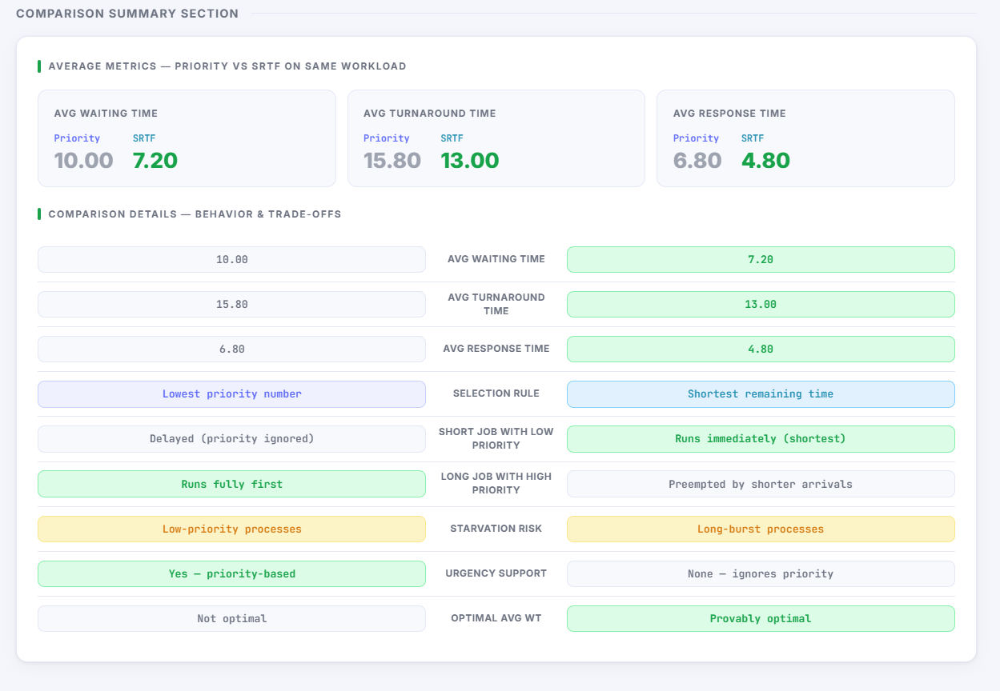 COMPARISON SUMMARY SECTION
AVERAGE METRICS — PRIORITY VS SRTF ON SAME WORKLOAD
AVG WAITING TIME
Priority SRTF
10.00 7.20
AVG TURNAROUND TIME
Priority SRTF
15.80 13.00
AVG RESPONSE TIME
Priority SRTF
6.80 4.80
COMPARISON DETAILS — BEHAVIOR & TRADE-OFFS
10.00 AVG WAITING TIME 7.20
15.80 AVG TURNAROUND 13.00
TIME
6.80 AVG RESPONSE TIME 4.80
Lowest priority number SELECTION RULE Shortest remaining time
Delayed (priority ignored) SHORT JOB WITH LOW Runs immediately (shortest)
PRIORITY
Runs fully first LONG JOB WITH HIGH Preempted by shorter arrivals
PRIORITY
Low-priority processes STARVATION RISK Long-burst processes
Yes — priority-based URGENCY SUPPORT None — ignores priority
Not optimal OPTIMAL AVG WT Provably optimal